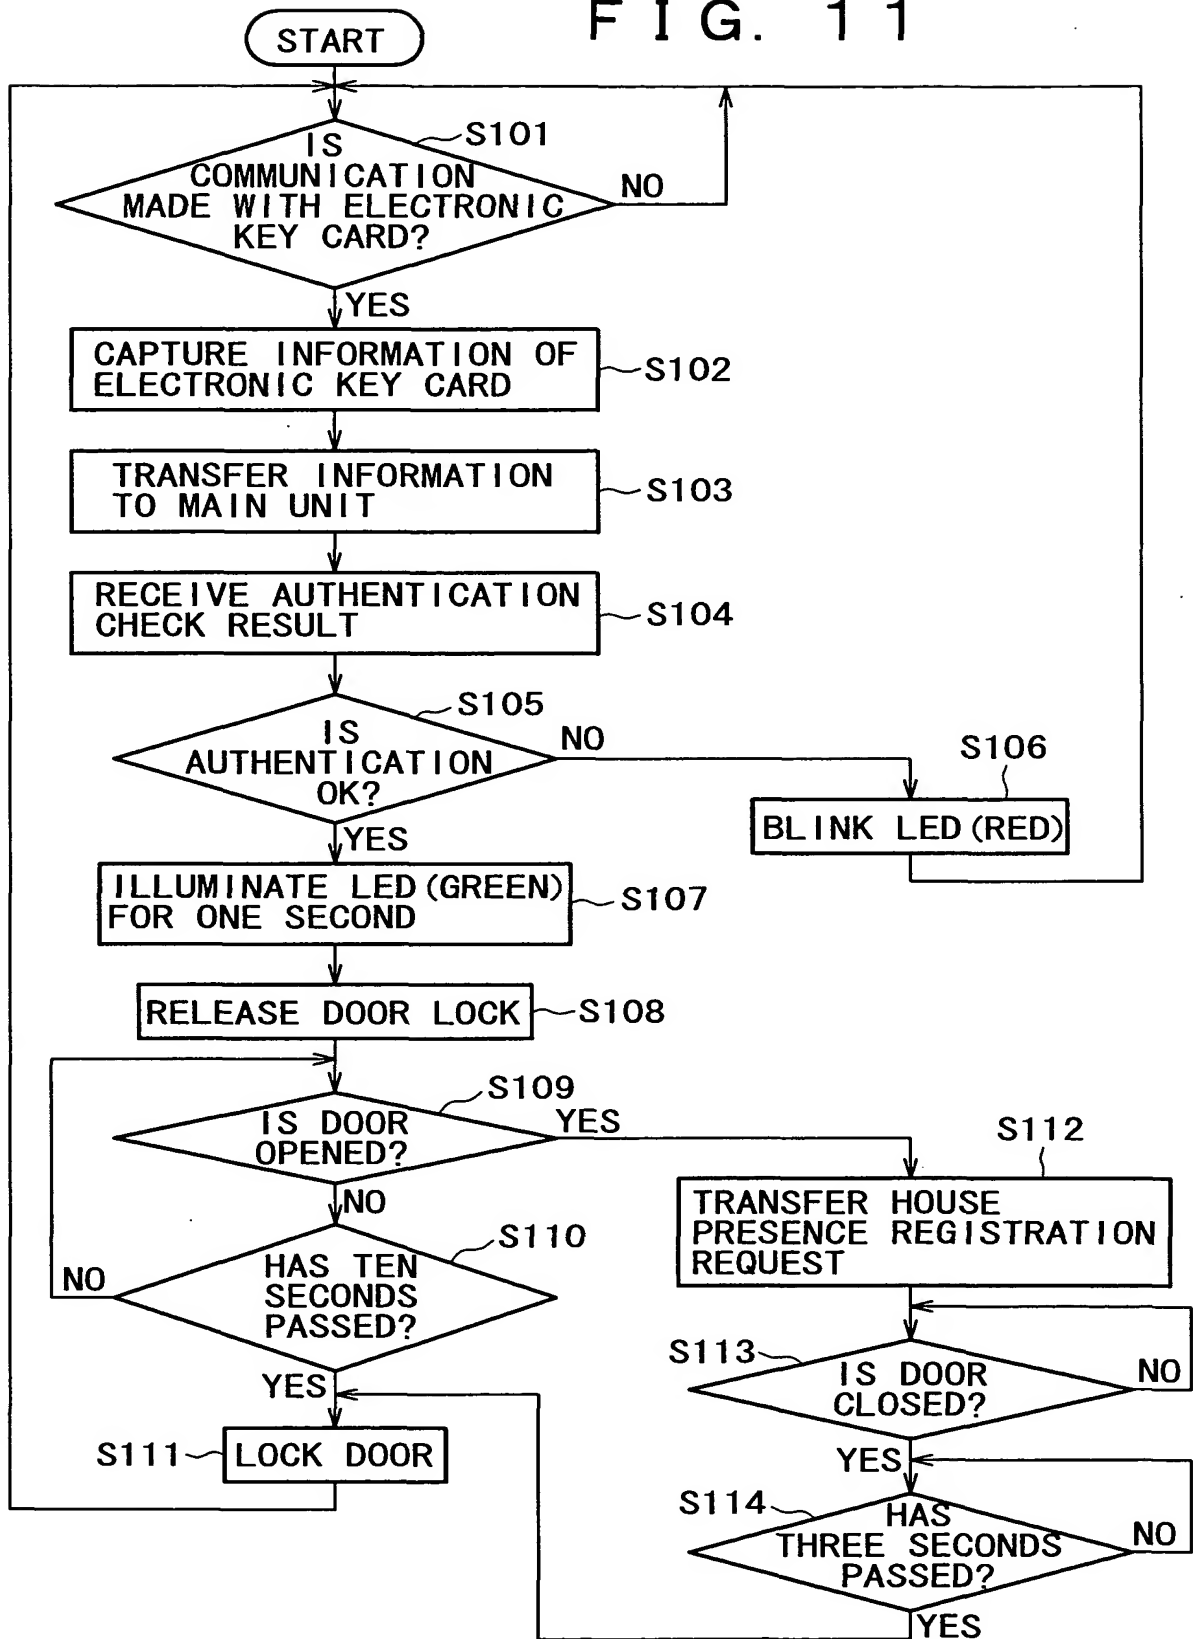 FIG. 11
START
S101
IS
COMMUNICATION
MADE WITH ELECTRONIC
KEY CARD?
NO
YES
CAPTURE INFORMATION OF
ELECTRONIC KEY CARD
S102
TRANSFER INFORMATION
TO MAIN UNIT
S103
RECEIVE AUTHENTICATION
CHECK RESULT
S104
S105
IS
AUTHENTICATION
OK?
NO
S106
BLINK LED (RED)
YES
ILLUMINATE LED (GREEN)
FOR ONE SECOND
S107
RELEASE DOOR LOCK
S108
S109
IS DOOR
OPENED?
YES
S112
TRANSFER HOUSE
PRESENCE REGISTRATION
REQUEST
NO
S110
HAS TEN
SECONDS
PASSED?
NO
YES
S111
LOCK DOOR
S113
IS DOOR
CLOSED?
NO
YES
S114
HAS
THREE SECONDS
PASSED?
NO
YES